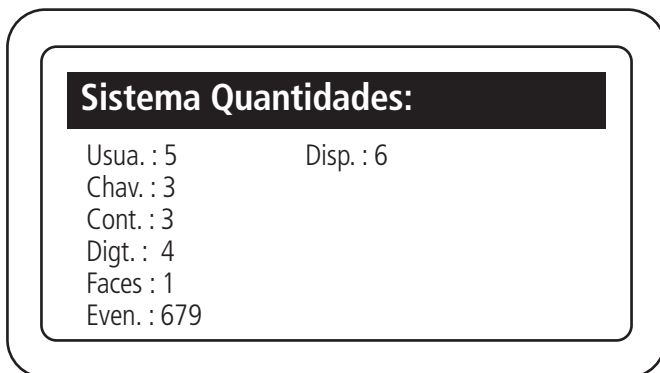 Sistema Quantidades:
Usua. : 5 Disp. : 6
Chav. : 3
Cont. : 3
Digt. : 4
Faces : 1
Even. : 679